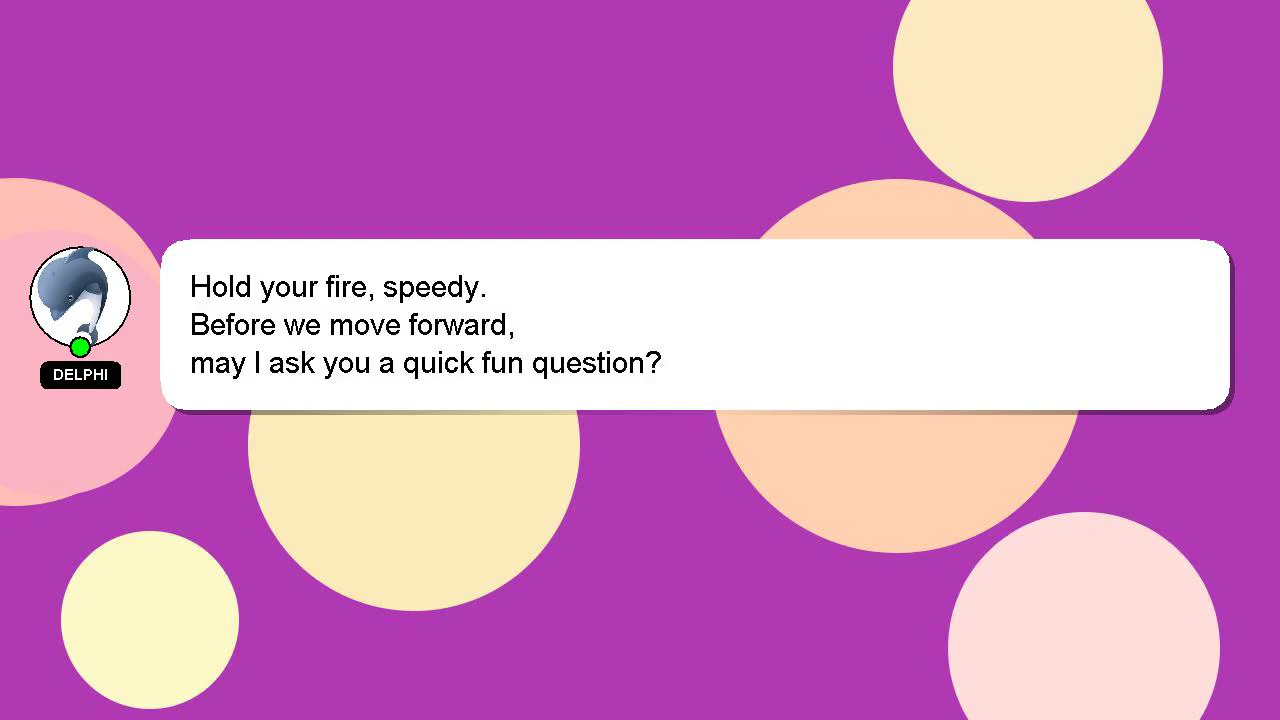 Hold your fire, speedy.
Before we move forward,
may I ask you a quick fun question?
DELPHI